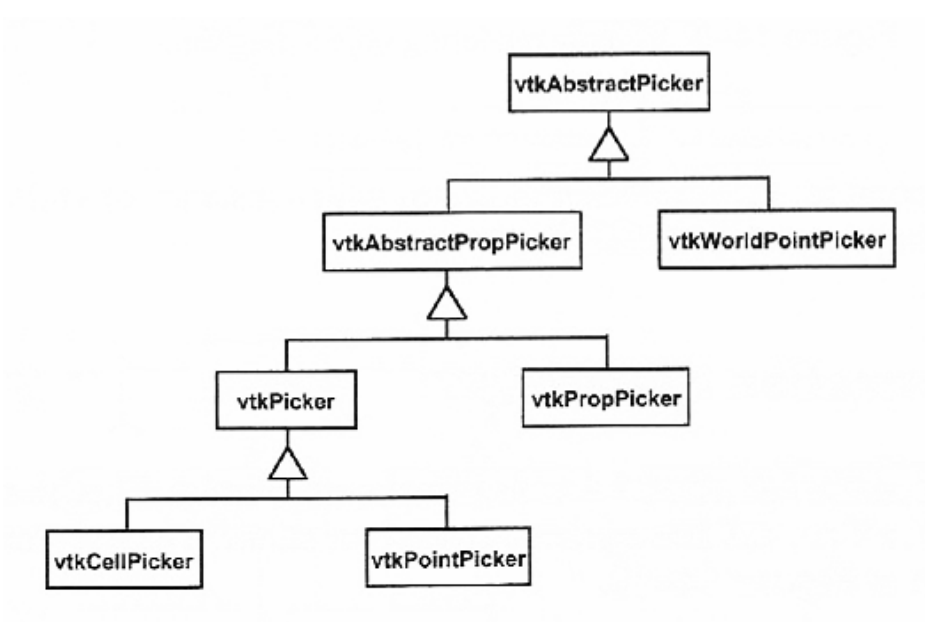 vtkAbstractPicker
vtkAbstractPropPicker
vtkWorldPointPicker
vtkPicker
vtkPropPicker
vtkCellPicker
vtkPointPicker